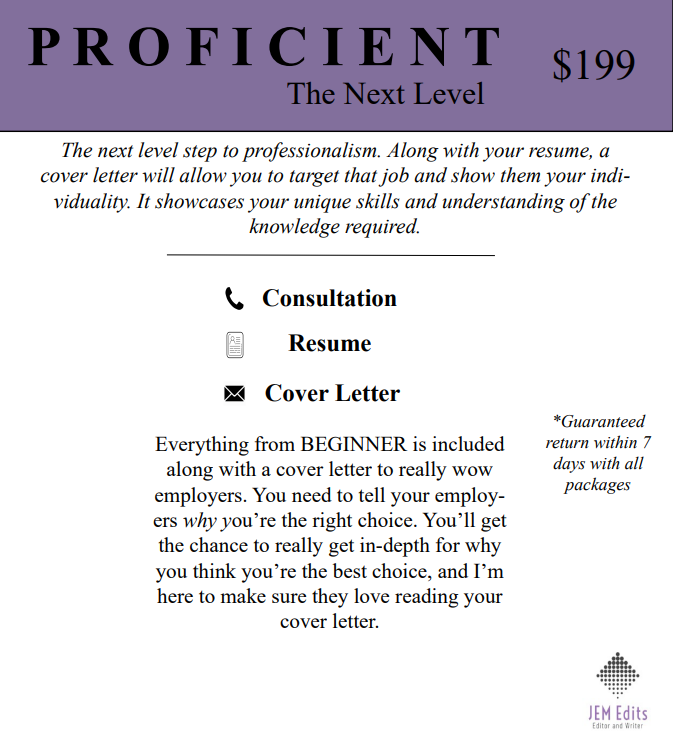 PROFICIENT
The Next Level
$199
The next level step to professionalism. Along with your resume, a
cover letter will allow you to target that job and show them your indi-
viduality. It showcases your unique skills and understanding of the
knowledge required.
Consultation
Resume
Cover Letter
Everything from BEGINNER is included
along with a cover letter to really wow
employers. You need to tell your employ-
ers why you’re the right choice. You’ll get
the chance to really get in-depth for why
you think you’re the best choice, and I’m
here to make sure they love reading your
cover letter.
*Guaranteed
return within 7
days with all
packages
JEM Edits
Editor and Writer